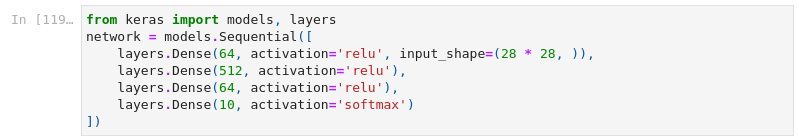 In [119…
from keras import models, layers
network = models.Sequential([
    layers.Dense(64, activation='relu', input_shape=(28 * 28, )),
    layers.Dense(512, activation='relu'),
    layers.Dense(64, activation='relu'),
    layers.Dense(10, activation='softmax')
])